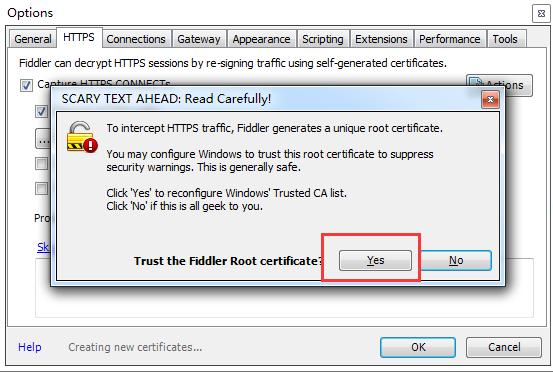 Options
General HTTPS Connections Gateway Appearance Scripting Extensions Performance Tools
Fiddler can decrypt HTTPS sessions by re-signing traffic using self-generated certificates.
Capture HTTPS CONNECTs
Actions
SCARY TEXT AHEAD: Read Carefully!
To intercept HTTPS traffic, Fiddler generates a unique root certificate.
You may configure Windows to trust this root certificate to suppress
security warnings. This is generally safe.
Click 'Yes' to reconfigure Windows' Trusted CA list.
Click 'No' if this is all geek to you.
Trust the Fiddler Root certificate? Yes No
...
Help Creating new certificates... OK Cancel